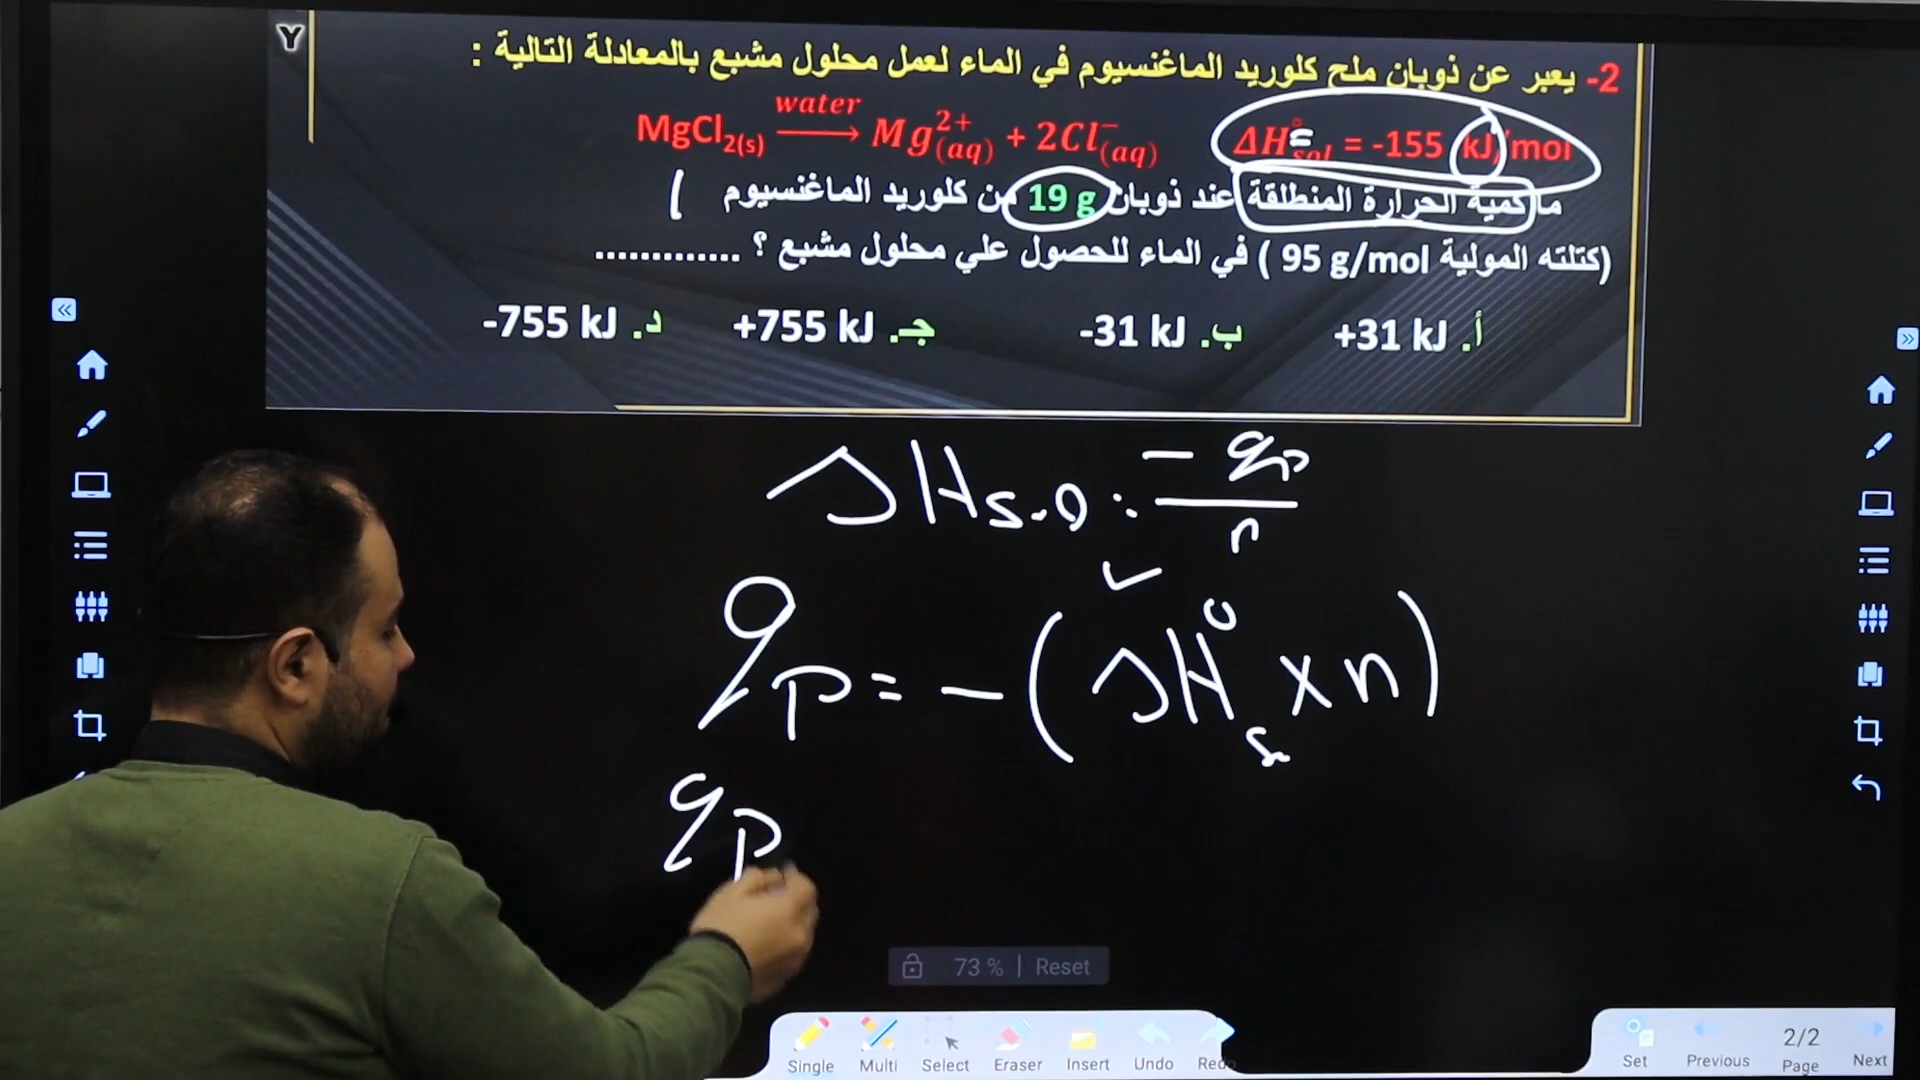 Y
2- يعبر عن ذوبان ملح كلوريد الماغنسيوم في الماء لعمل محلول مشبع بالمعادلة التالية :
MgCl2(s) —water→ Mg2+(aq) + 2Cl−(aq) ΔH°sol = -155 kJ/mol
ما كمية الحرارة المنطلقة عند ذوبان 19 g من كلوريد الماغنسيوم
(كتلته المولية 95 g/mol ) في الماء للحصول علي محلول مشبع ؟ .............
أ. +31 kJ ب. -31 kJ جـ. +755 kJ د. -755 kJ
ΔHsol : -qp / n
qp = - ( ΔH°s x n )
qp
73 % | Reset
Single Multi Select Eraser Insert Undo Redo
Set Previous 2/2 Page Next